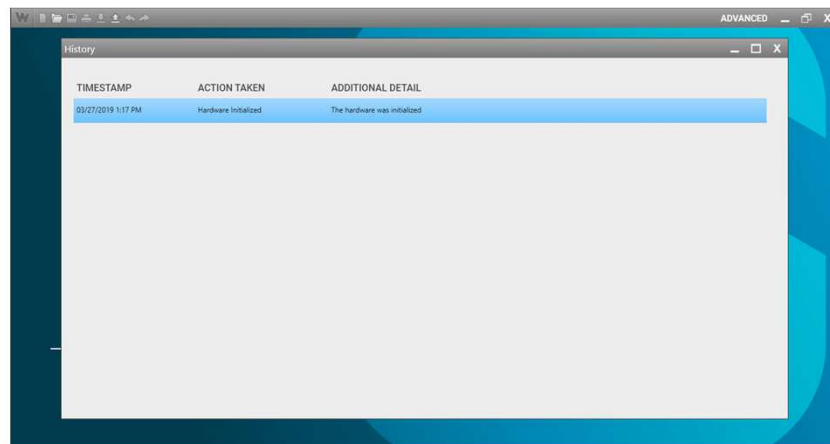 W ADVANCED X
History X
TIMESTAMP ACTION TAKEN ADDITIONAL DETAIL
03/27/2019 1:17 PM Hardware Initialized The hardware was initialized